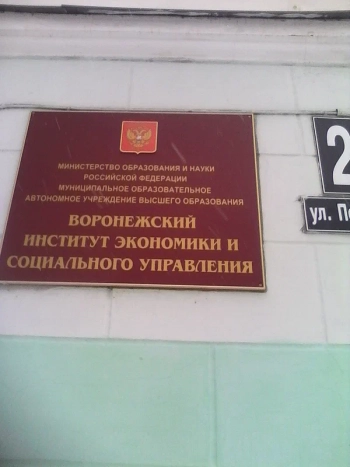 МИНИСТЕРСТВО ОБРАЗОВАНИЯ И НАУКИ
РОССИЙСКОЙ ФЕДЕРАЦИИ
МУНИЦИПАЛЬНОЕ ОБРАЗОВАТЕЛЬНОЕ
АВТОНОМНОЕ УЧРЕЖДЕНИЕ ВЫСШЕГО ОБРАЗОВАНИЯ
ВОРОНЕЖСКИЙ
ИНСТИТУТ ЭКОНОМИКИ И
СОЦИАЛЬНОГО УПРАВЛЕНИЯ
2
ул.